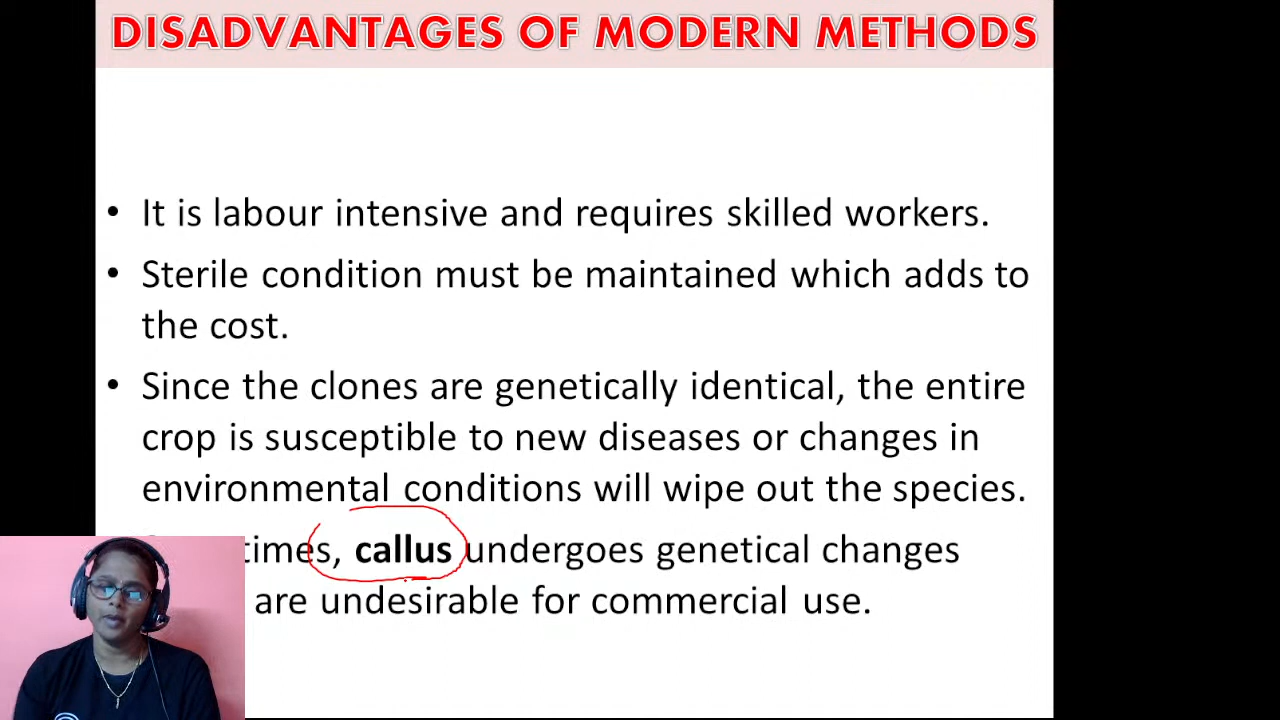 DISADVANTAGES OF MODERN METHODS
• It is labour intensive and requires skilled workers.
• Sterile condition must be maintained which adds to
the cost.
• Since the clones are genetically identical, the entire
crop is susceptible to new diseases or changes in
environmental conditions will wipe out the species.
times, callus undergoes genetical changes
are undesirable for commercial use.